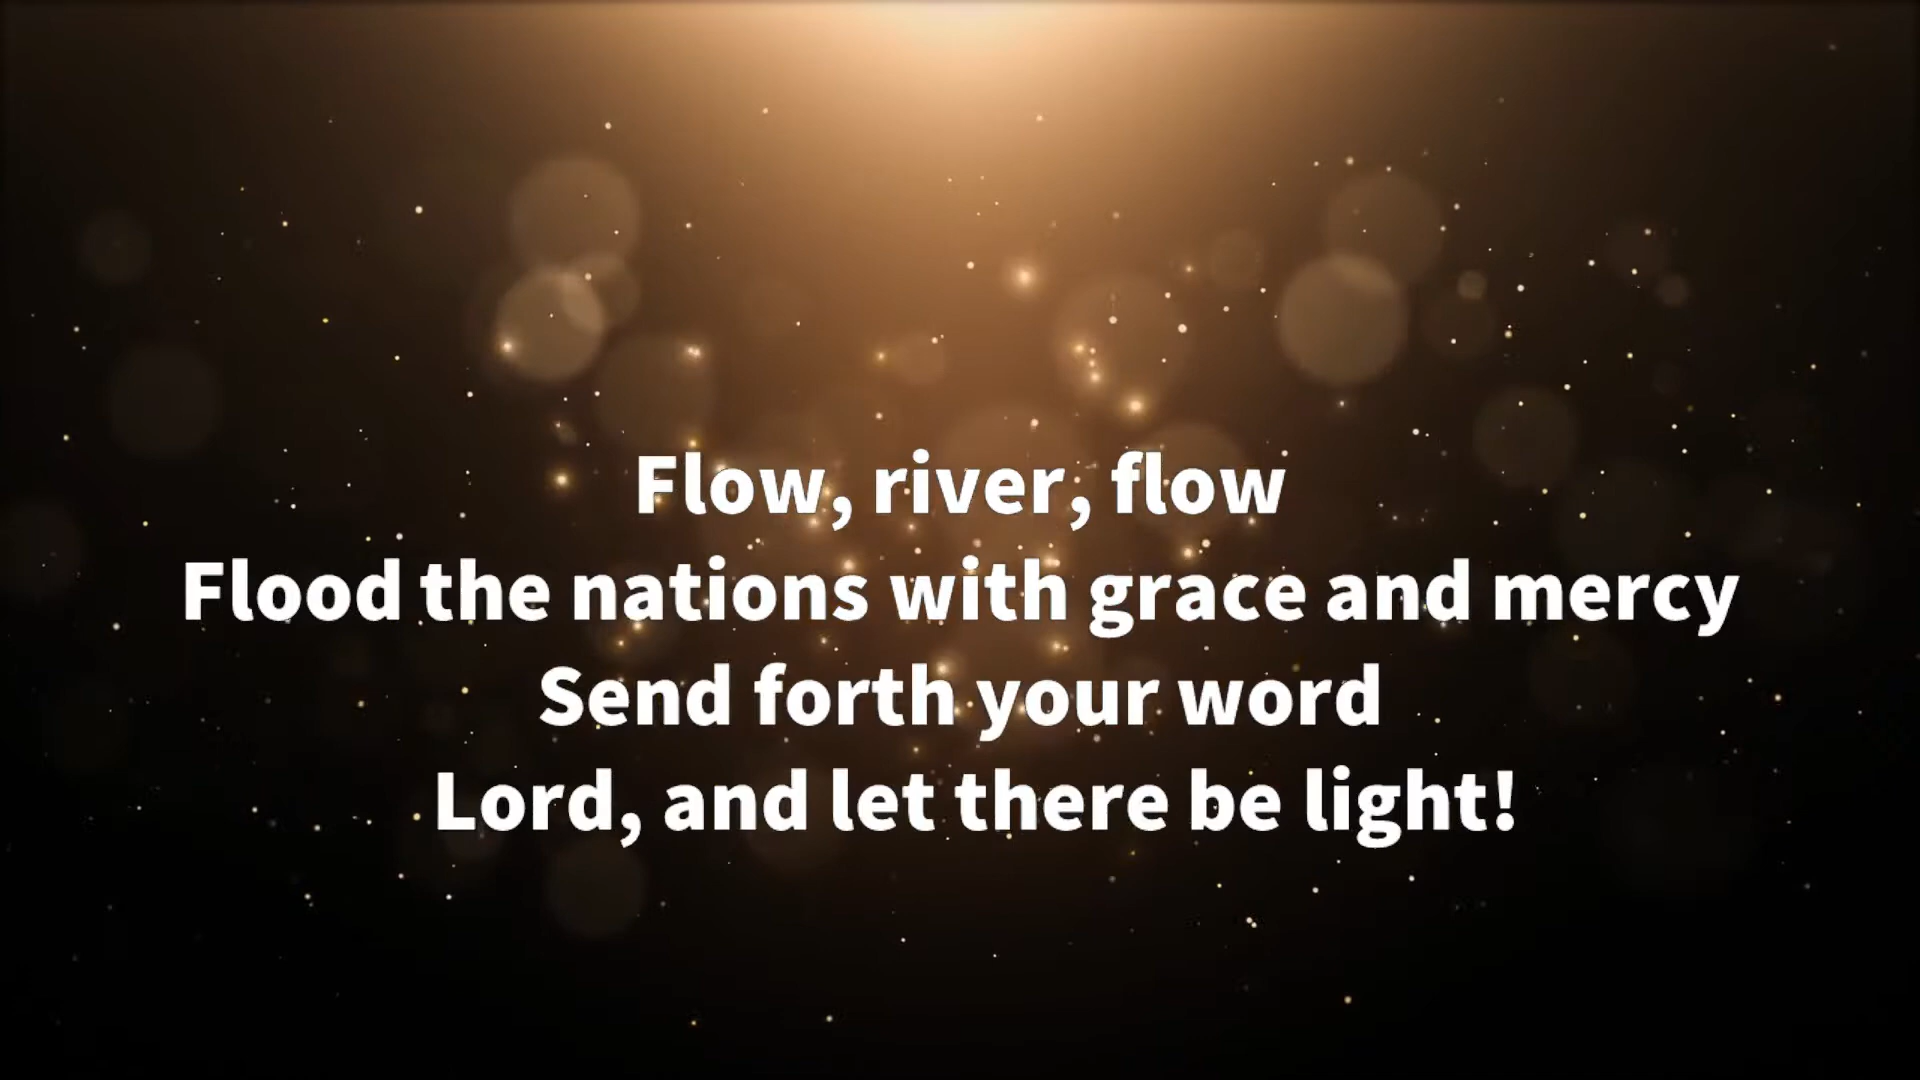 Flow, river, flow
Flood the nations with grace and mercy
Send forth your word
Lord, and let there be light!